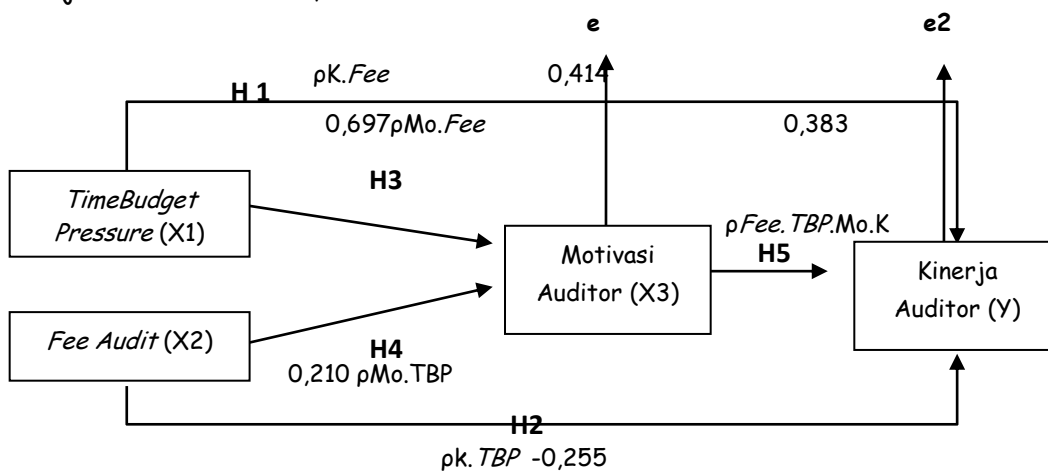 e e2
ρK.Fee 0,414
H 1
0,697ρMo.Fee 0,383
H3
TimeBudget
Pressure (X1)
ρFee.TBP.Mo.K
H5
Motivasi
Auditor (X3)
Kinerja
Auditor (Y)
Fee Audit (X2)
H4
0,210 ρMo.TBP
H2
ρk.TBP -0,255